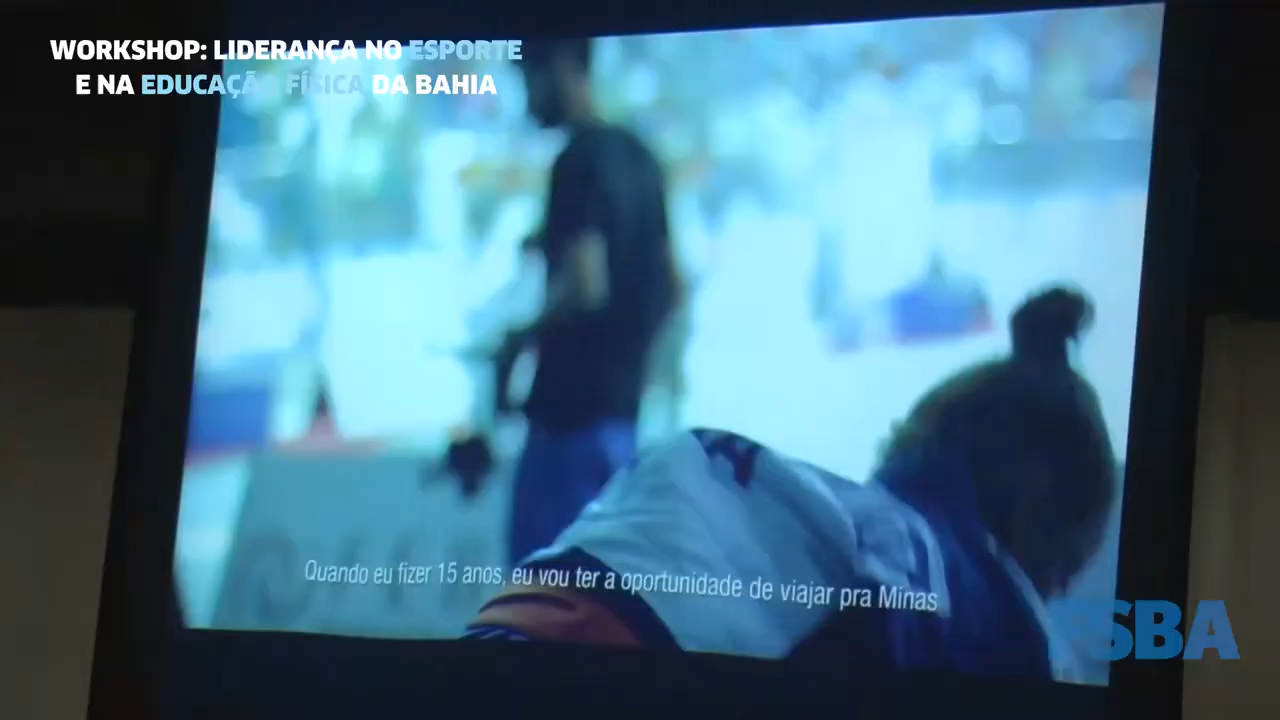 WORKSHOP: LIDERANÇA NO ESPORTE
E NA EDUCAÇÃO FÍSICA DA BAHIA
Quando eu fizer 15 anos, eu vou ter a oportunidade de viajar pra Minas
FSBA